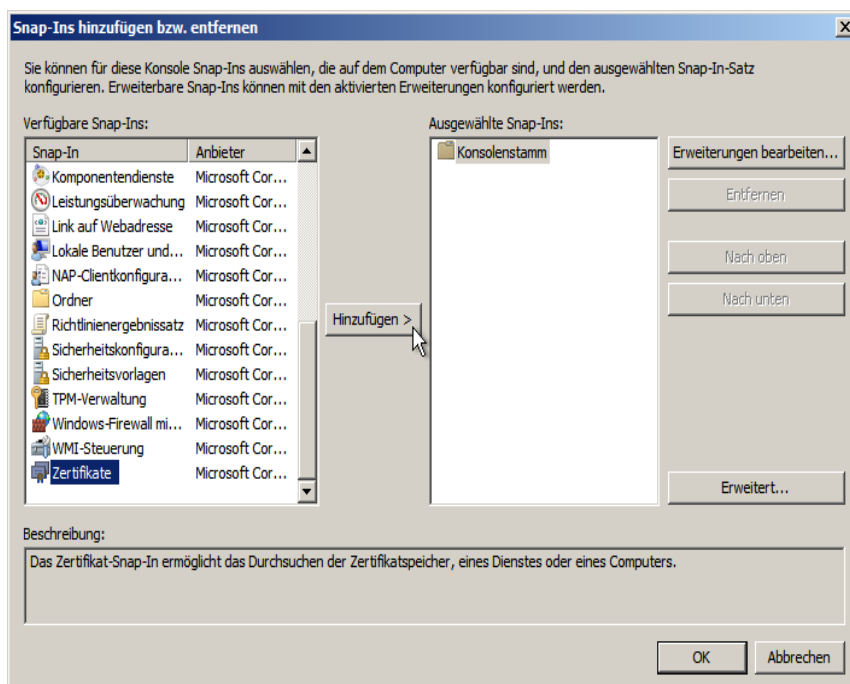 Snap-Ins hinzufügen bzw. entfernen
Sie können für diese Konsole Snap-Ins auswählen, die auf dem Computer verfügbar sind, und den ausgewählten Snap-In-Satz
konfigurieren. Erweiterbare Snap-Ins können mit den aktivierten Erweiterungen konfiguriert werden.
Verfügbare Snap-Ins:
Snap-In Anbieter
Komponentendienste Microsoft Cor...
Leistungsüberwachung Microsoft Cor...
Link auf Webadresse Microsoft Cor...
Lokale Benutzer und... Microsoft Cor...
NAP-Clientkonfigura... Microsoft Cor...
Ordner Microsoft Cor...
Richtlinienergebnissatz Microsoft Cor...
Sicherheitskonfigura... Microsoft Cor...
Sicherheitsvorlagen Microsoft Cor...
TPM-Verwaltung Microsoft Cor...
Windows-Firewall mi... Microsoft Cor...
WMI-Steuerung Microsoft Cor...
Zertifikate Microsoft Cor...
Hinzufügen >
Ausgewählte Snap-Ins:
Konsolenstamm
Erweiterungen bearbeiten...
Entfernen
Nach oben
Nach unten
Erweitert...
Beschreibung:
Das Zertifikat-Snap-In ermöglicht das Durchsuchen der Zertifikatspeicher, eines Dienstes oder eines Computers.
OK
Abbrechen